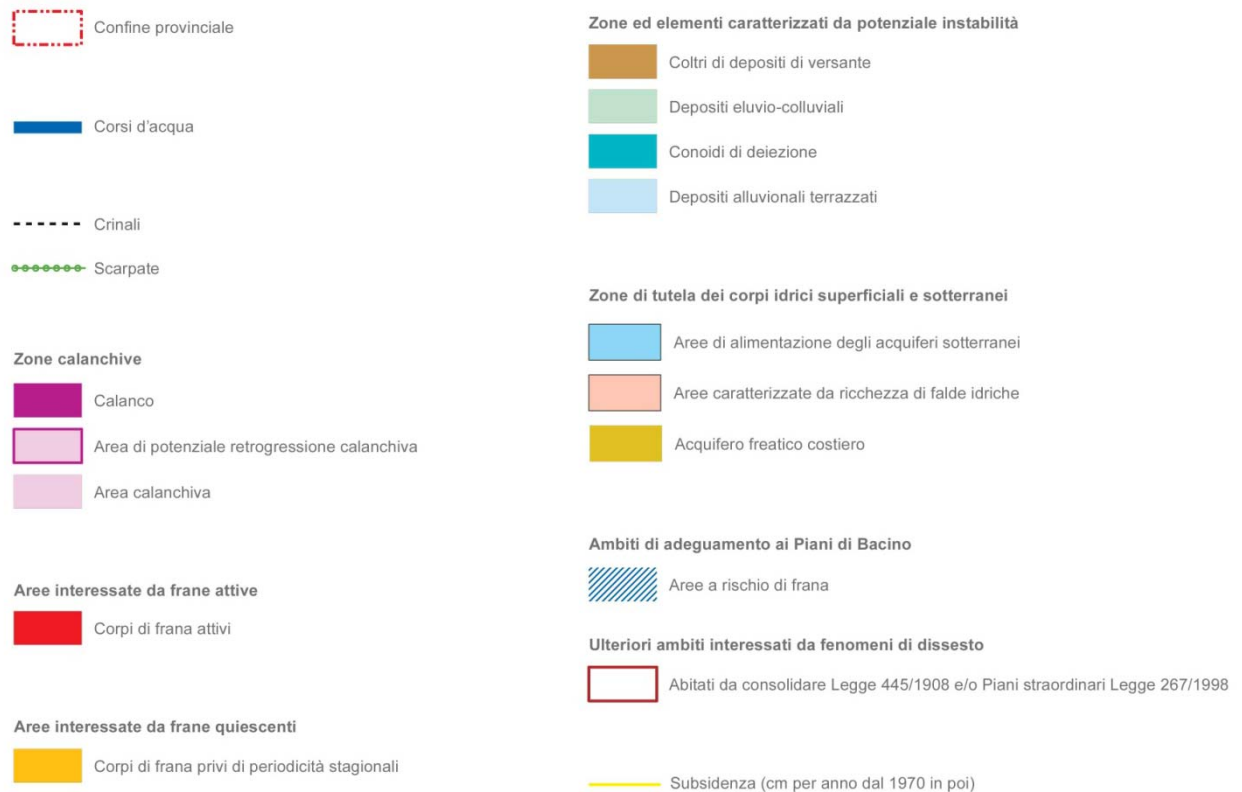 Confine provinciale
Corsi d'acqua
Crinali
Scarpate
Zone calanchive
Calanco
Area di potenziale retrogressione calanchiva
Area calanchiva
Aree interessate da frane attive
Corpi di frana attivi
Aree interessate da frane quiescenti
Corpi di frana privi di periodicità stagionali
Zone ed elementi caratterizzati da potenziale instabilità
Coltri di depositi di versante
Depositi eluvio-colluviali
Conoidi di deiezione
Depositi alluvionali terrazzati
Zone di tutela dei corpi idrici superficiali e sotterranei
Aree di alimentazione degli acquiferi sotterranei
Aree caratterizzate da ricchezza di falde idriche
Acquifero freatico costiero
Ambiti di adeguamento ai Piani di Bacino
Aree a rischio di frana
Ulteriori ambiti interessati da fenomeni di dissesto
Abitati da consolidare Legge 445/1908 e/o Piani straordinari Legge 267/1998
Subsidenza (cm per anno dal 1970 in poi)